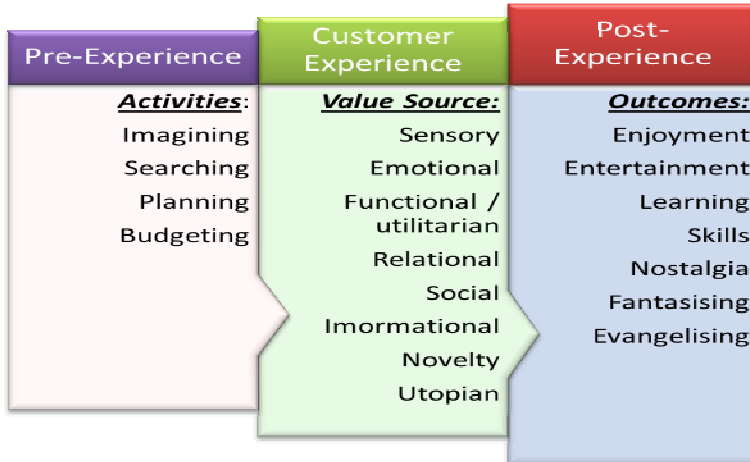 Pre-Experience
Activities:
Imagining
Searching
Planning
Budgeting
Customer
Experience
Value Source:
Sensory
Emotional
Functional /
utilitarian
Relational
Social
Imormational
Novelty
Utopian
Post-
Experience
Outcomes:
Enjoyment
Entertainment
Learning
Skills
Nostalgia
Fantasising
Evangelising